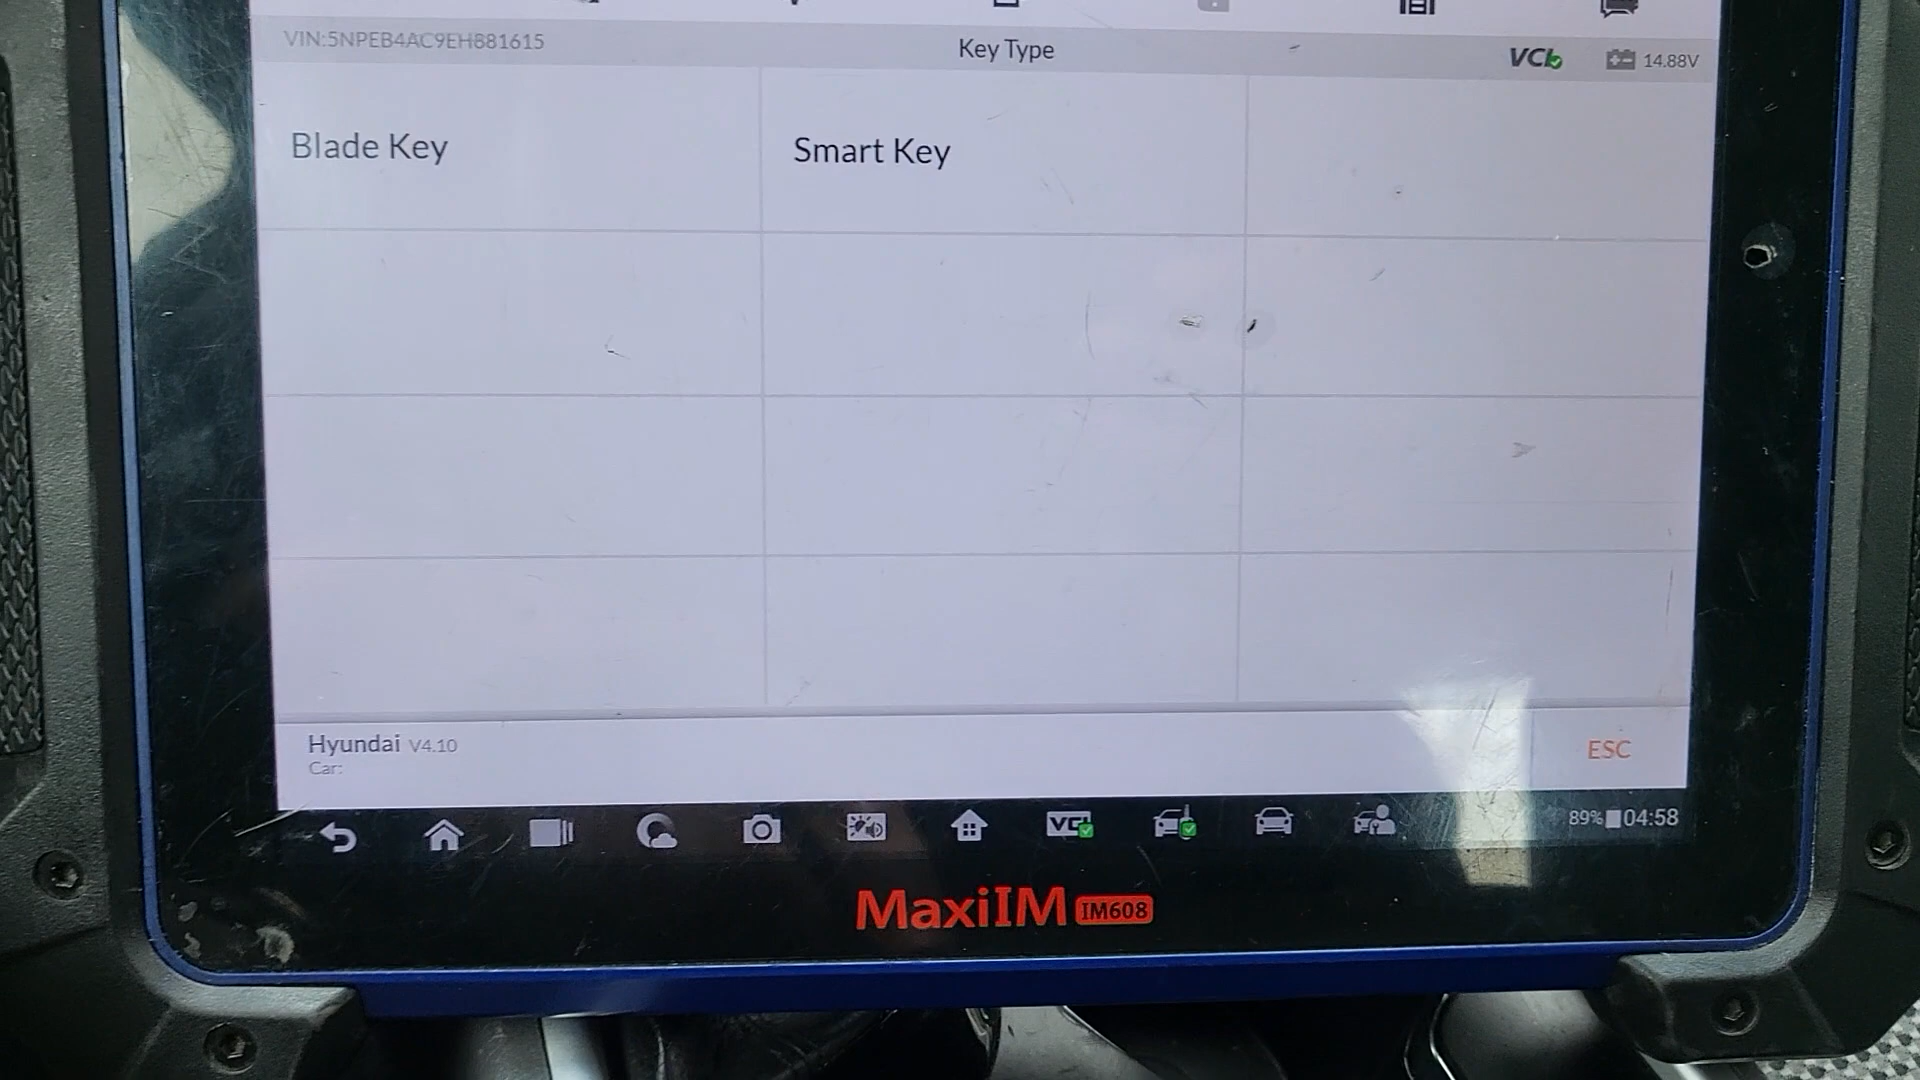 VIN:5NPEB4AC9EH881615
Key Type
VCI
14.88V
Blade Key
Smart Key
Hyundai V4.10
Car:
ESC
VCI
89% 04:58
MaxiIM IM608